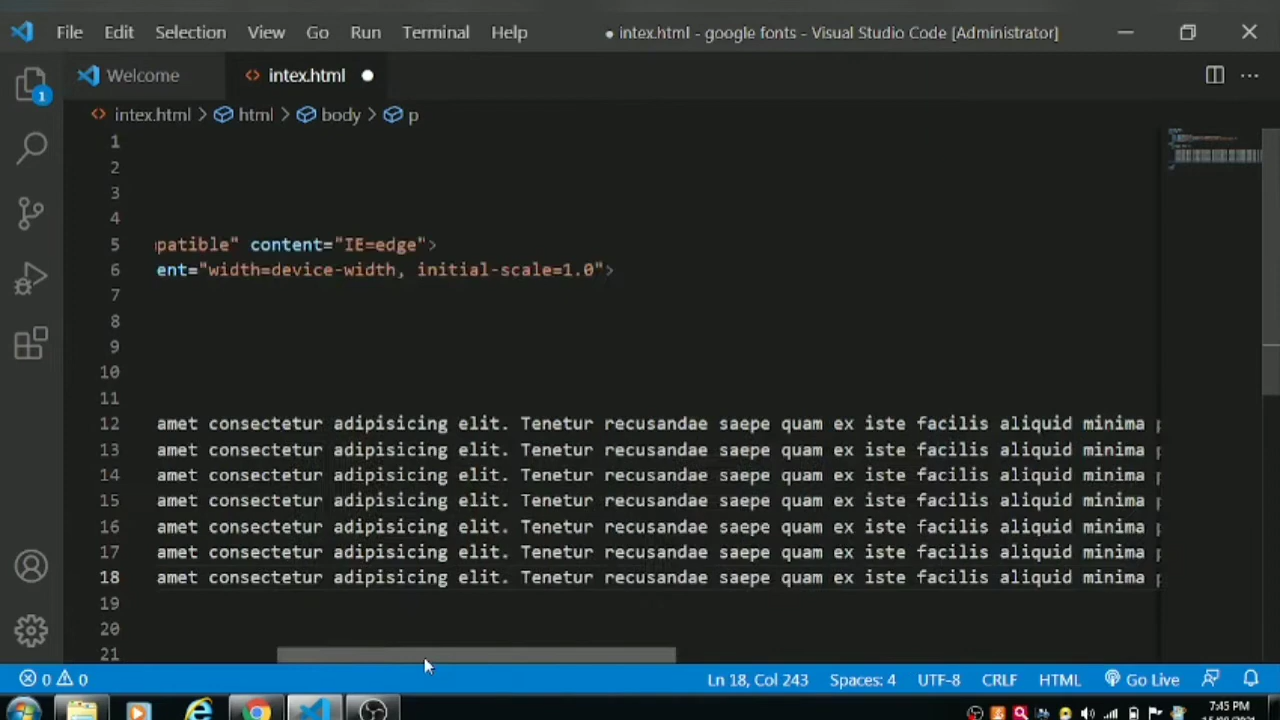 File Edit Selection View Go Run Terminal Help ● intex.html - google fonts - Visual Studio Code [Administrator]
Welcome intex.html
intex.html > html > body > p
1
2
3
4
5 patible" content="IE=edge">
6 ent="width=device-width, initial-scale=1.0">
7
8
9
10
11
12 amet consectetur adipisicing elit. Tenetur recusandae saepe quam ex iste facilis aliquid minima
13 amet consectetur adipisicing elit. Tenetur recusandae saepe quam ex iste facilis aliquid minima
14 amet consectetur adipisicing elit. Tenetur recusandae saepe quam ex iste facilis aliquid minima
15 amet consectetur adipisicing elit. Tenetur recusandae saepe quam ex iste facilis aliquid minima
16 amet consectetur adipisicing elit. Tenetur recusandae saepe quam ex iste facilis aliquid minima
17 amet consectetur adipisicing elit. Tenetur recusandae saepe quam ex iste facilis aliquid minima
18 amet consectetur adipisicing elit. Tenetur recusandae saepe quam ex iste facilis aliquid minima
19
20
21
1
0 0 Ln 18, Col 243 Spaces: 4 UTF-8 CRLF HTML Go Live
7:45 PM